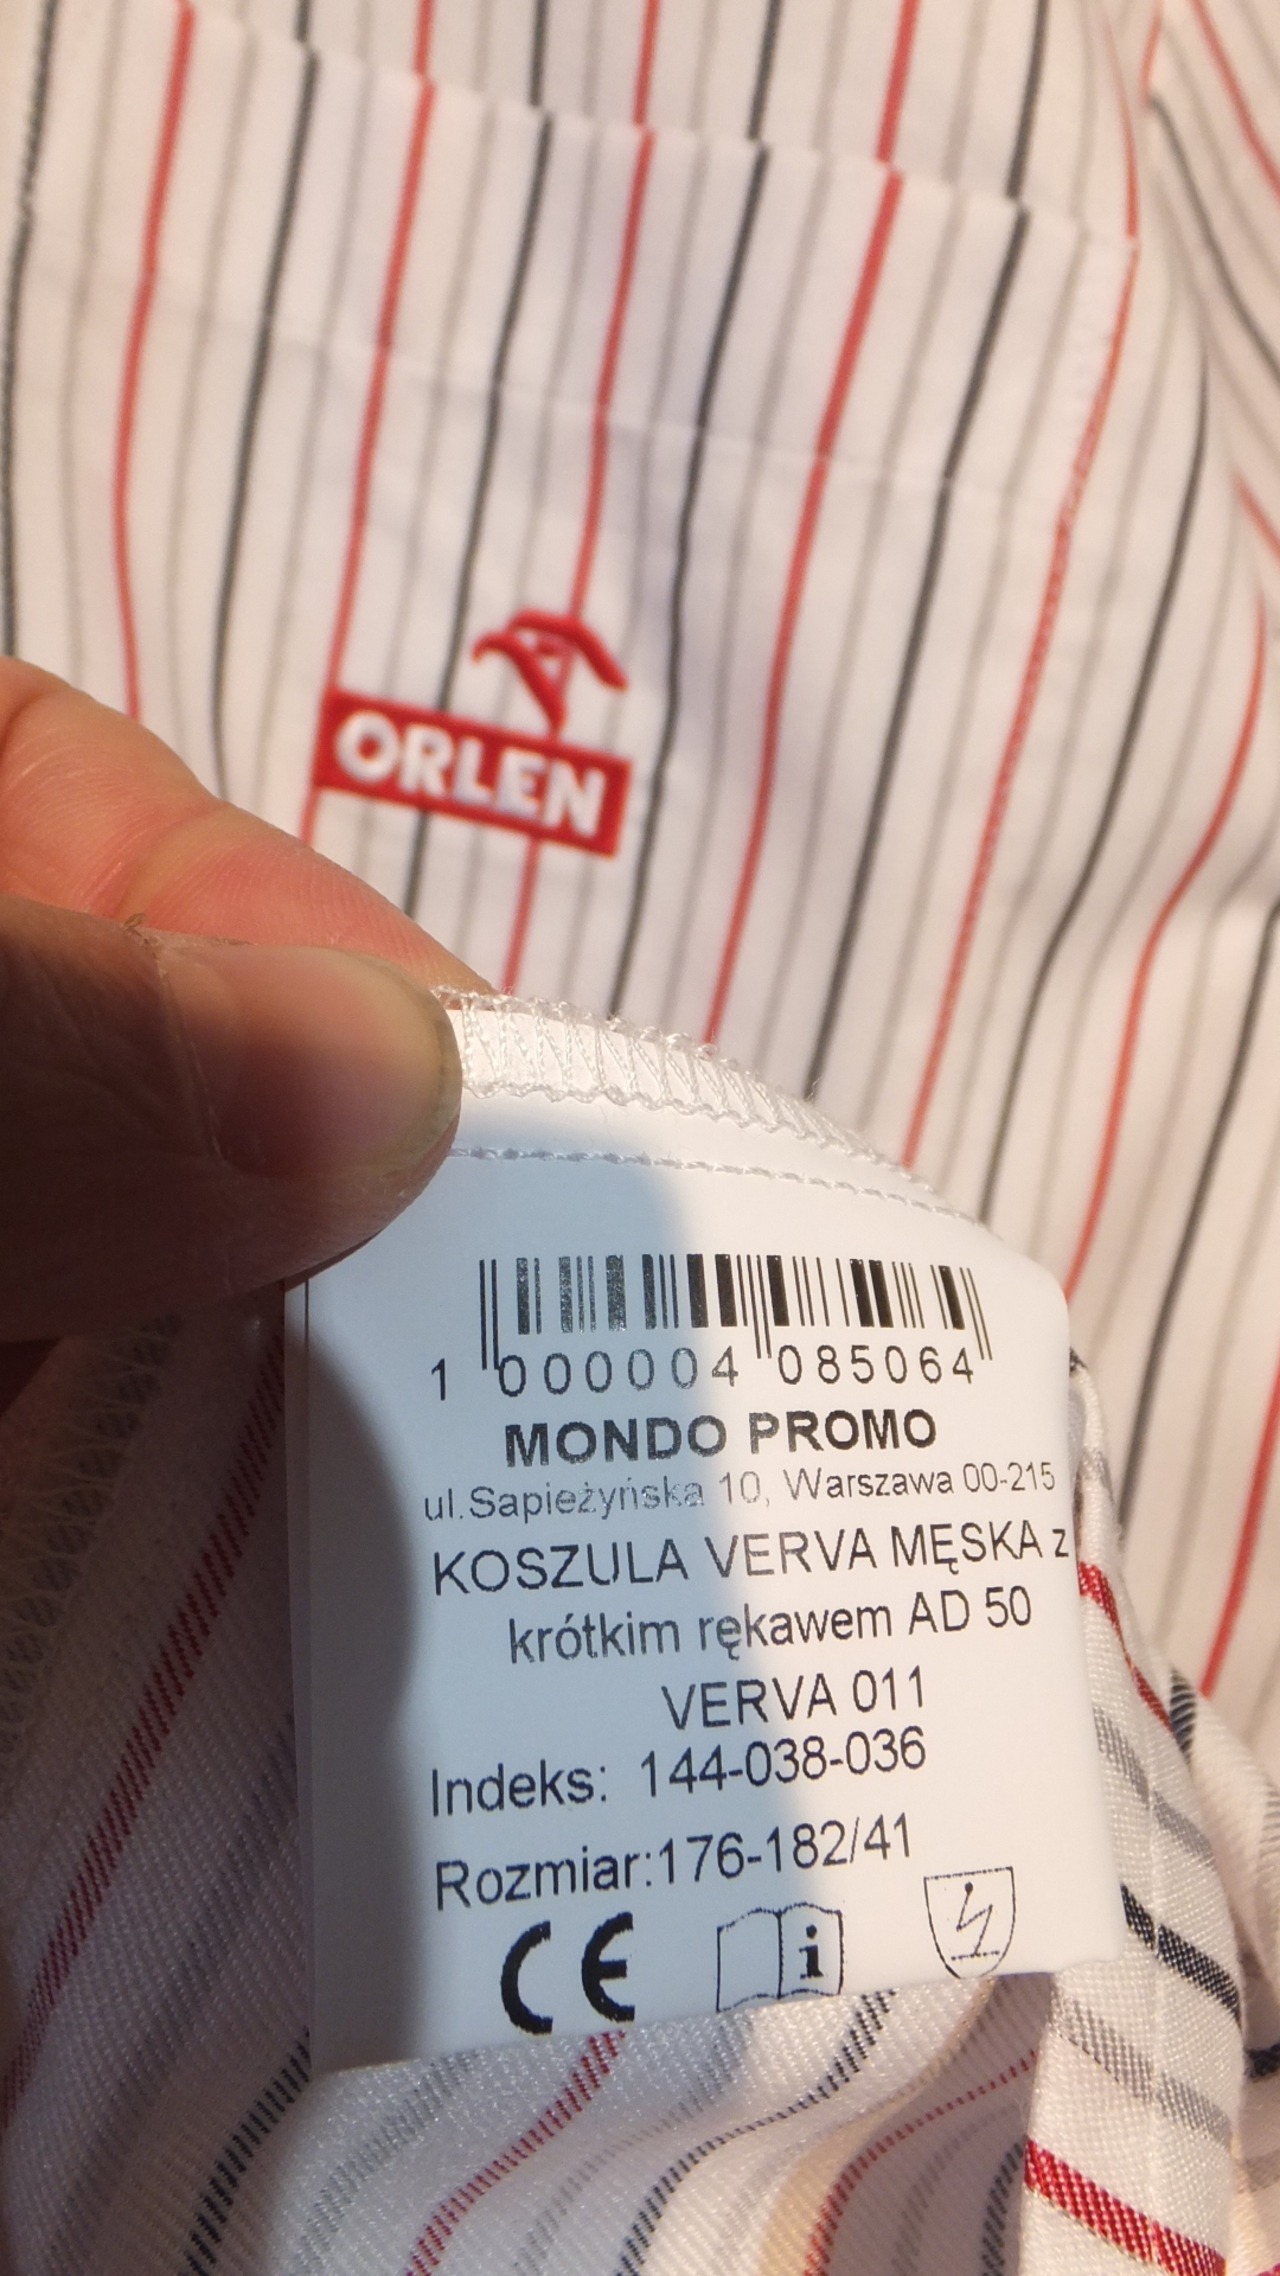 ORLEN
1 000004 085064
MONDO PROMO
ul.Sapieżyńska 10, Warszawa 00-215
KOSZULA VERVA MĘSKA z
krótkim rękawem AD 50
VERVA 011
Indeks: 144-038-036
Rozmiar:176-182/41
CE i